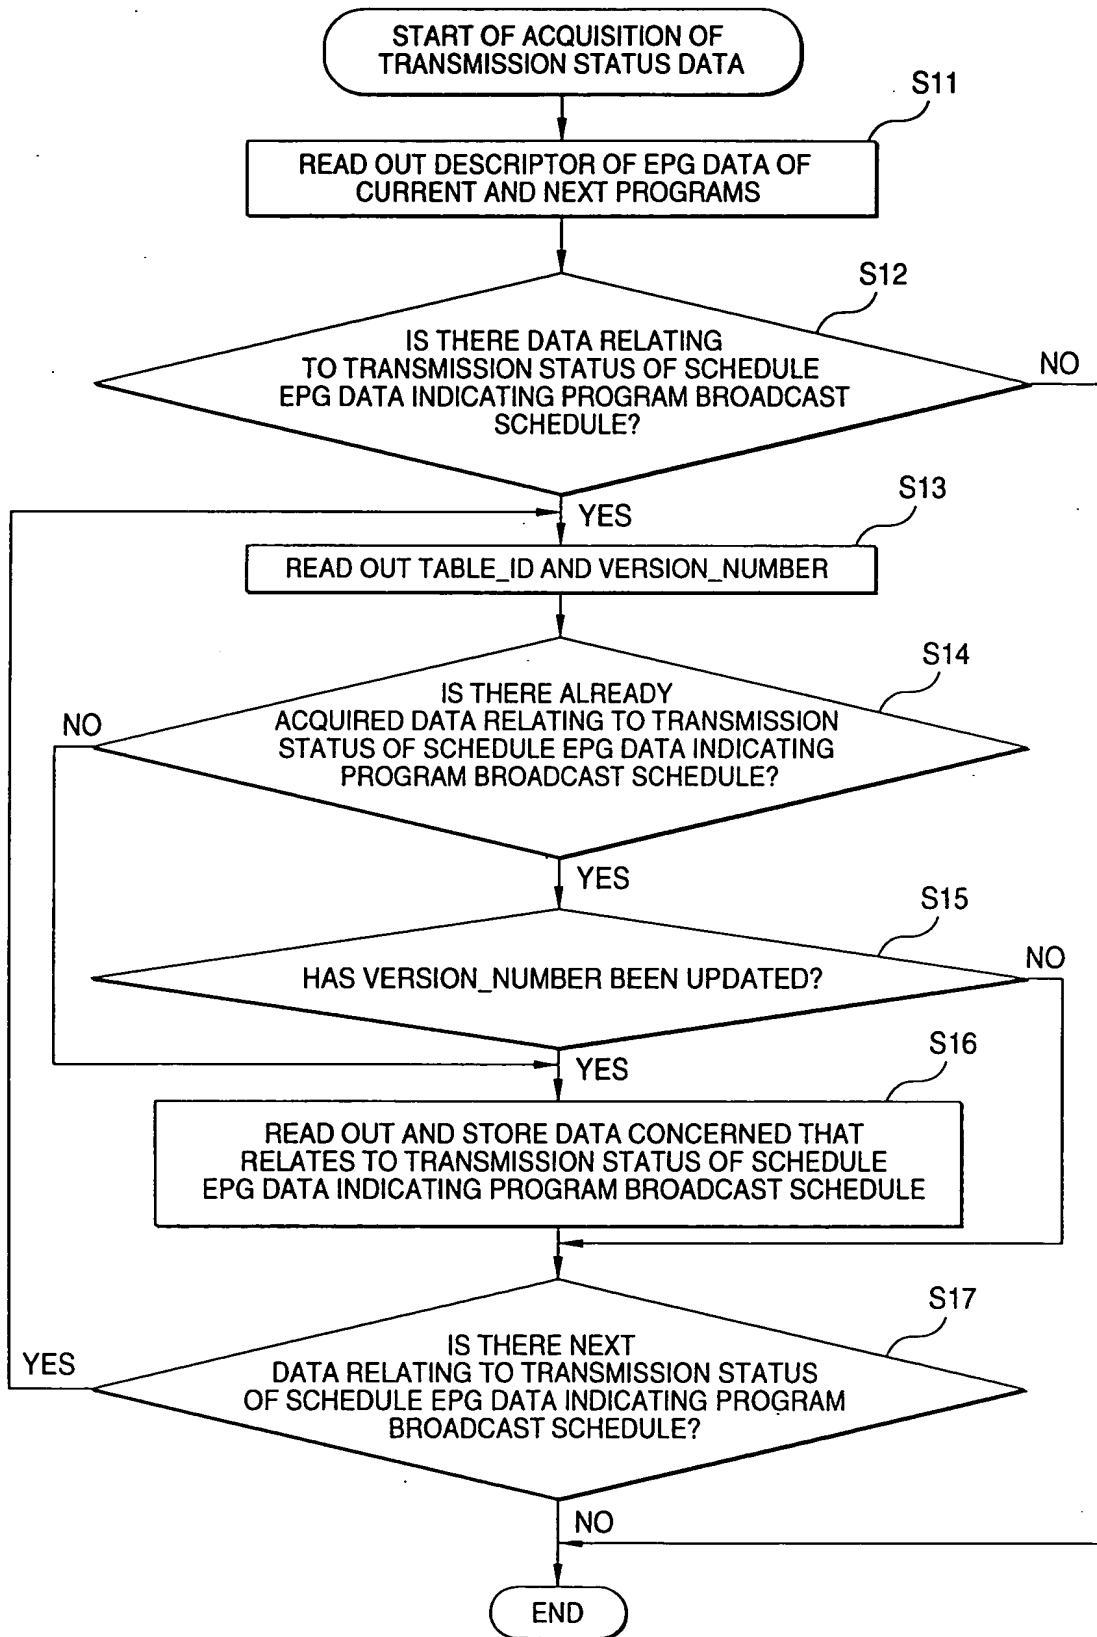 START OF ACQUISITION OF
TRANSMISSION STATUS DATA
S11
READ OUT DESCRIPTOR OF EPG DATA OF
CURRENT AND NEXT PROGRAMS
S12
IS THERE DATA RELATING
TO TRANSMISSION STATUS OF SCHEDULE
EPG DATA INDICATING PROGRAM BROADCAST
SCHEDULE?
NO
YES
S13
READ OUT TABLE_ID AND VERSION_NUMBER
S14
IS THERE ALREADY
ACQUIRED DATA RELATING TO TRANSMISSION
STATUS OF SCHEDULE EPG DATA INDICATING
PROGRAM BROADCAST SCHEDULE?
NO
YES
S15
HAS VERSION_NUMBER BEEN UPDATED?
NO
YES
S16
READ OUT AND STORE DATA CONCERNED THAT
RELATES TO TRANSMISSION STATUS OF SCHEDULE
EPG DATA INDICATING PROGRAM BROADCAST SCHEDULE
S17
IS THERE NEXT
DATA RELATING TO TRANSMISSION STATUS
OF SCHEDULE EPG DATA INDICATING PROGRAM
BROADCAST SCHEDULE?
YES
NO
END